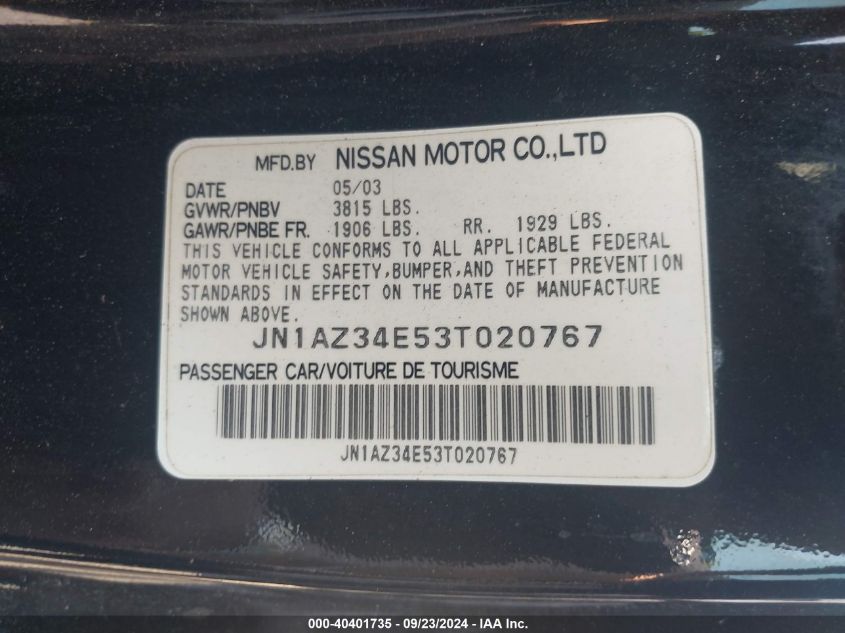 MFD.BY NISSAN MOTOR CO.,LTD
DATE 05/03
GVWR/PNBV 3815 LBS.
GAWR/PNBE FR. 1906 LBS. RR. 1929 LBS.
THIS VEHICLE CONFORMS TO ALL APPLICABLE FEDERAL
MOTOR VEHICLE SAFETY,BUMPER,AND THEFT PREVENTION
STANDARDS IN EFFECT ON THE DATE OF MANUFACTURE
SHOWN ABOVE.
JN1AZ34E53T020767
PASSENGER CAR/VOITURE DE TOURISME
JN1AZ34E53T020767
000-40401735 - 09/23/2024 - IAA Inc.